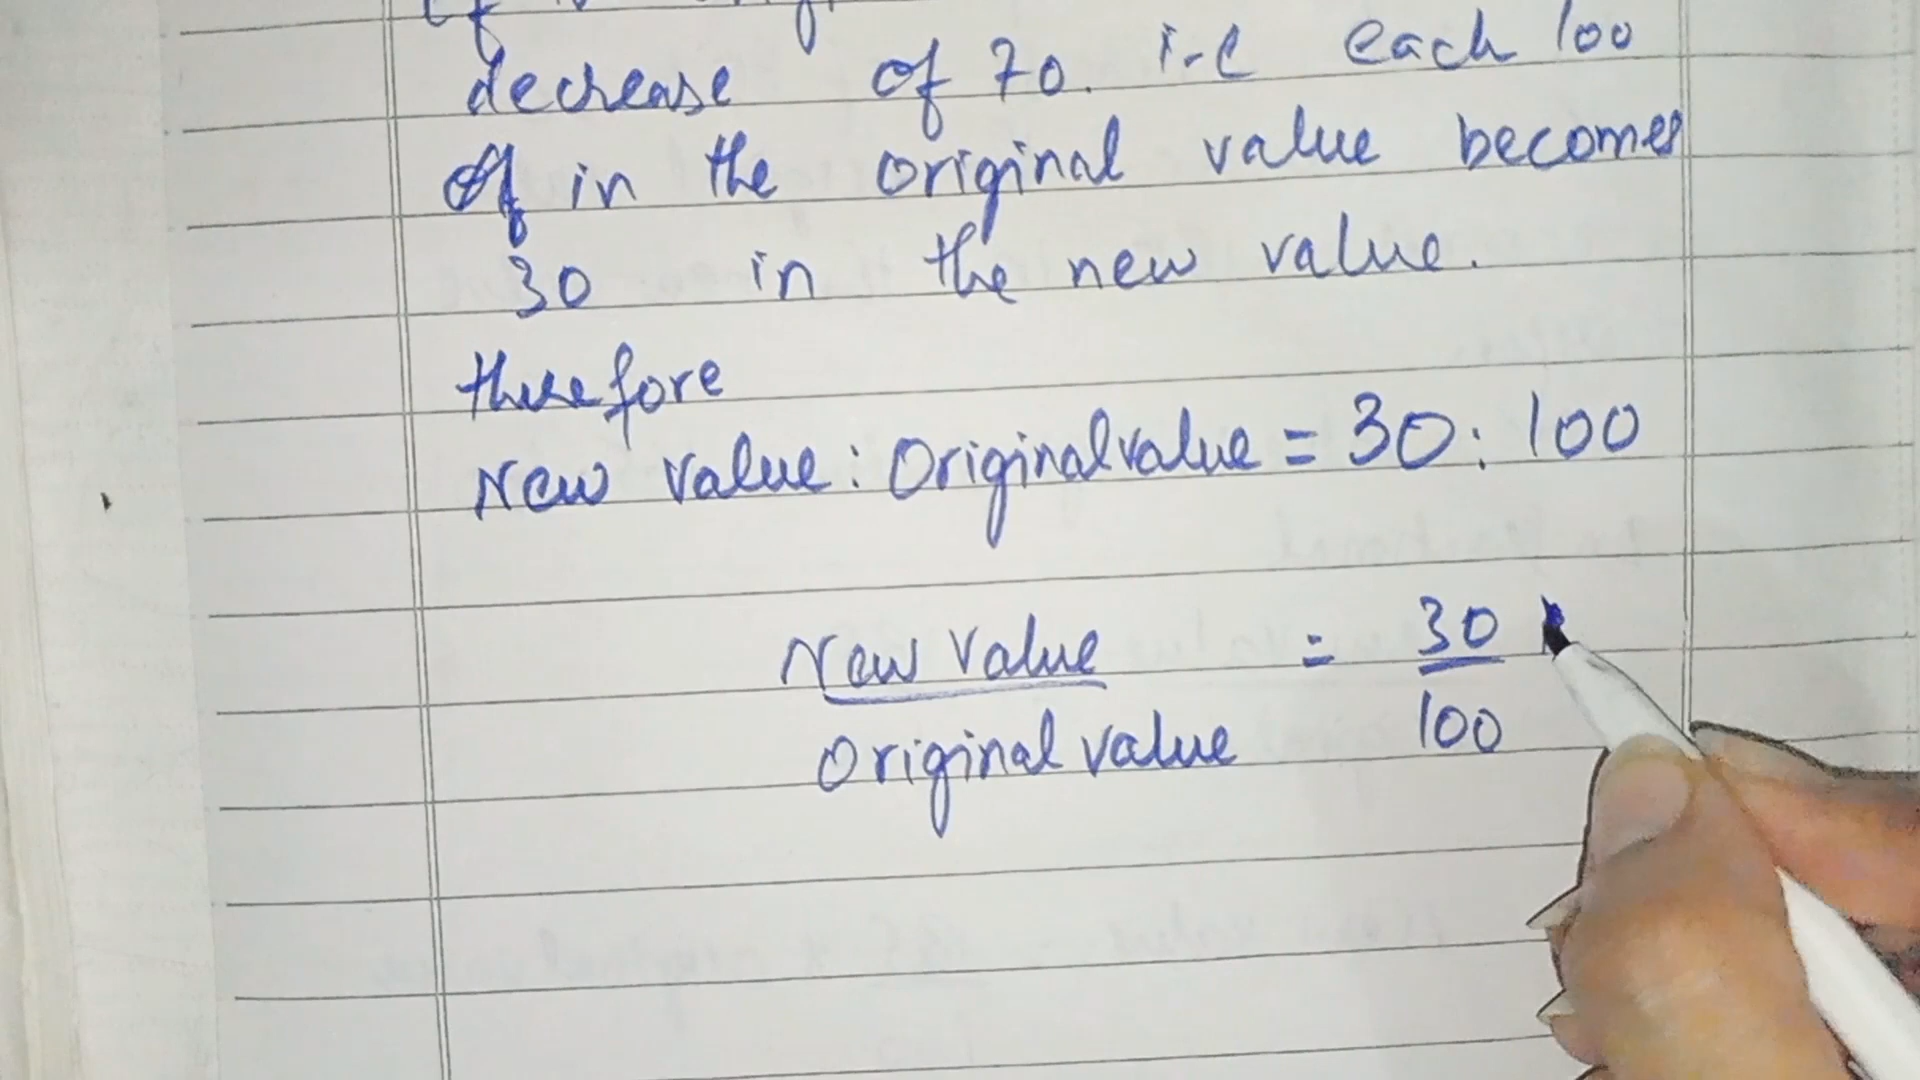 decrease of 70. i-e each 100
in the original value becomes
30 in the new value.
therefore
New value : Original value = 30 : 100
New Value = 30
Original value 100